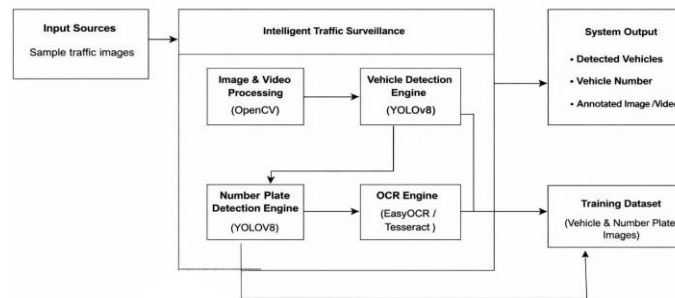 Input Sources
Sample traffic images
Intelligent Traffic Surveillance
Image & Video
Processing
(OpenCV)
Vehicle Detection
Engine
(YOLOv8)
Number Plate
Detection Engine
(YOLOV8)
OCR Engine
(EasyOCR /
Tesseract )
System Output
• Detected Vehicles
• Vehicle Number
• Annotated Image /Video
Training Dataset
(Vehicle & Number Plate
Images)